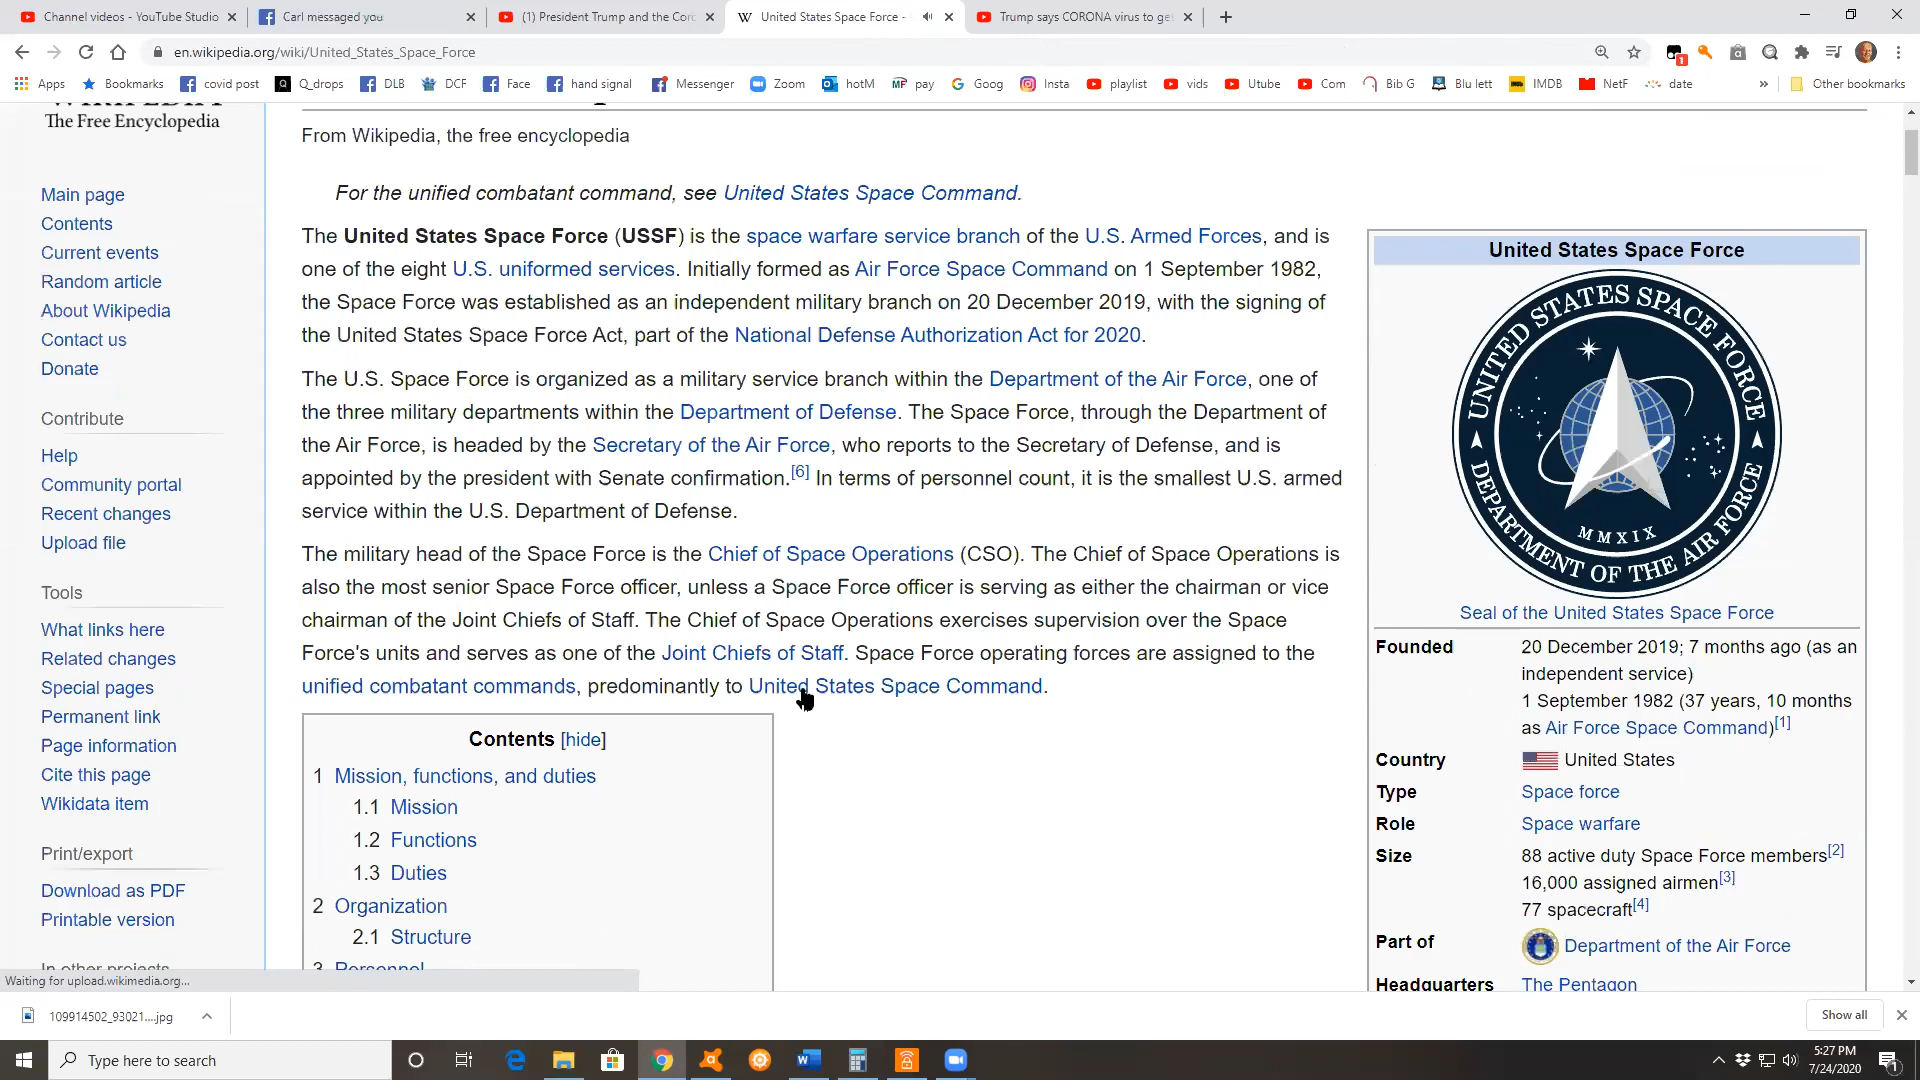 Channel videos - YouTube Studio
Carl messaged you
(1) President Trump and the Coro
United States Space Force -
Trump says CORONA virus to ge
en.wikipedia.org/wiki/United_States_Space_Force
1
Apps
Bookmarks
covid post
Q_drops
DLB
DCF
Face
hand signal
Messenger
Zoom
hotM
pay
Goog
Insta
playlist
vids
Utube
Com
Bib G
Blu lett
IMDB
NetF
date
»
Other bookmarks
The Free Encyclopedia
Main page
Contents
Current events
Random article
About Wikipedia
Contact us
Donate
Contribute
Help
Community portal
Recent changes
Upload file
Tools
What links here
Related changes
Special pages
Permanent link
Page information
Cite this page
Wikidata item
Print/export
Download as PDF
Printable version
In other projects
From Wikipedia, the free encyclopedia
For the unified combatant command, see United States Space Command.
The United States Space Force (USSF) is the space warfare service branch of the U.S. Armed Forces, and is
one of the eight U.S. uniformed services. Initially formed as Air Force Space Command on 1 September 1982,
the Space Force was established as an independent military branch on 20 December 2019, with the signing of
the United States Space Force Act, part of the National Defense Authorization Act for 2020.
The U.S. Space Force is organized as a military service branch within the Department of the Air Force, one of
the three military departments within the Department of Defense. The Space Force, through the Department of
the Air Force, is headed by the Secretary of the Air Force, who reports to the Secretary of Defense, and is
appointed by the president with Senate confirmation.[6] In terms of personnel count, it is the smallest U.S. armed
service within the U.S. Department of Defense.
The military head of the Space Force is the Chief of Space Operations (CSO). The Chief of Space Operations is
also the most senior Space Force officer, unless a Space Force officer is serving as either the chairman or vice
chairman of the Joint Chiefs of Staff. The Chief of Space Operations exercises supervision over the Space
Force's units and serves as one of the Joint Chiefs of Staff. Space Force operating forces are assigned to the
unified combatant commands, predominantly to United States Space Command.
Contents [hide]
1 Mission, functions, and duties
1.1 Mission
1.2 Functions
1.3 Duties
2 Organization
2.1 Structure
3 Personnel
United States Space Force
UNITED STATES SPACE FORCE
MMXIX
DEPARTMENT OF THE AIR FORCE
Seal of the United States Space Force
Founded 20 December 2019; 7 months ago (as an
independent service)
1 September 1982 (37 years, 10 months
as Air Force Space Command)[1]
Country United States
Type Space force
Role Space warfare
Size 88 active duty Space Force members[2]
16,000 assigned airmen[3]
77 spacecraft[4]
Part of Department of the Air Force
Headquarters The Pentagon
Waiting for upload.wikimedia.org...
109914502_93021....jpg
Show all
Type here to search
5:27 PM
7/24/2020
1